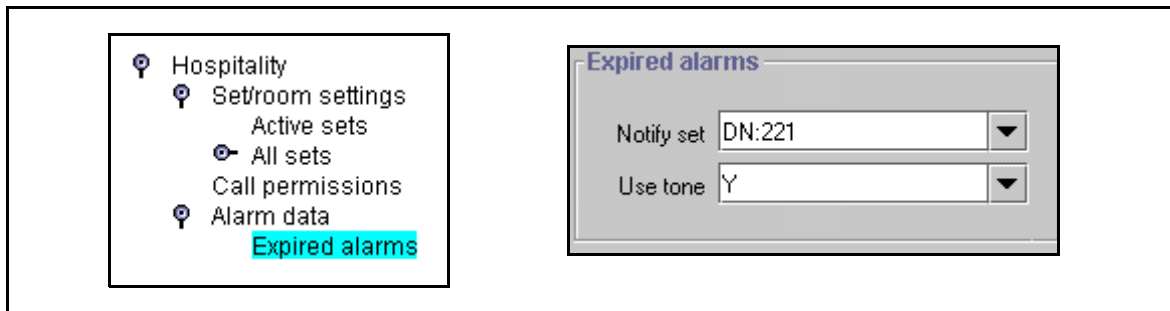 Hospitality
Set/room settings
Active sets
All sets
Call permissions
Alarm data
Expired alarms
Expired alarms
Notify set DN:221
Use tone Y